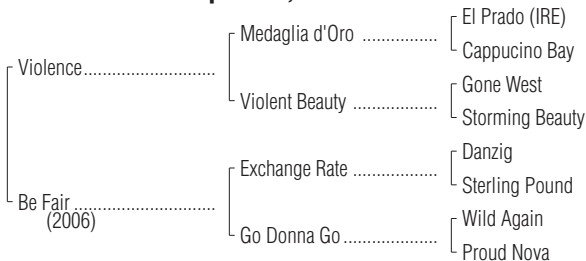 El Prado (IRE)
Medaglia d'Oro ................
Cappucino Bay
Violence............................
Gone West
Violent Beauty ..................
Storming Beauty
Danzig
Exchange Rate ..................
Sterling Pound
Be Fair ..............................
(2006)
Wild Again
Go Donna Go....................
Proud Nova